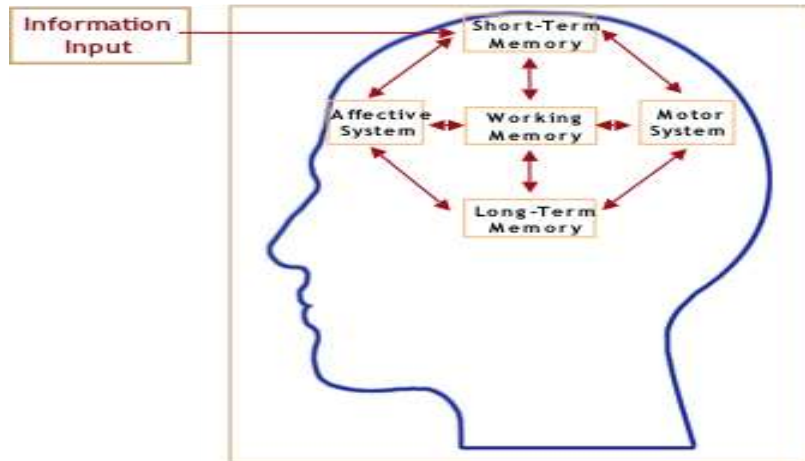 Information
Input
Short-Term
Memory
Affective
System
Working
Memory
Motor
System
Long-Term
Memory